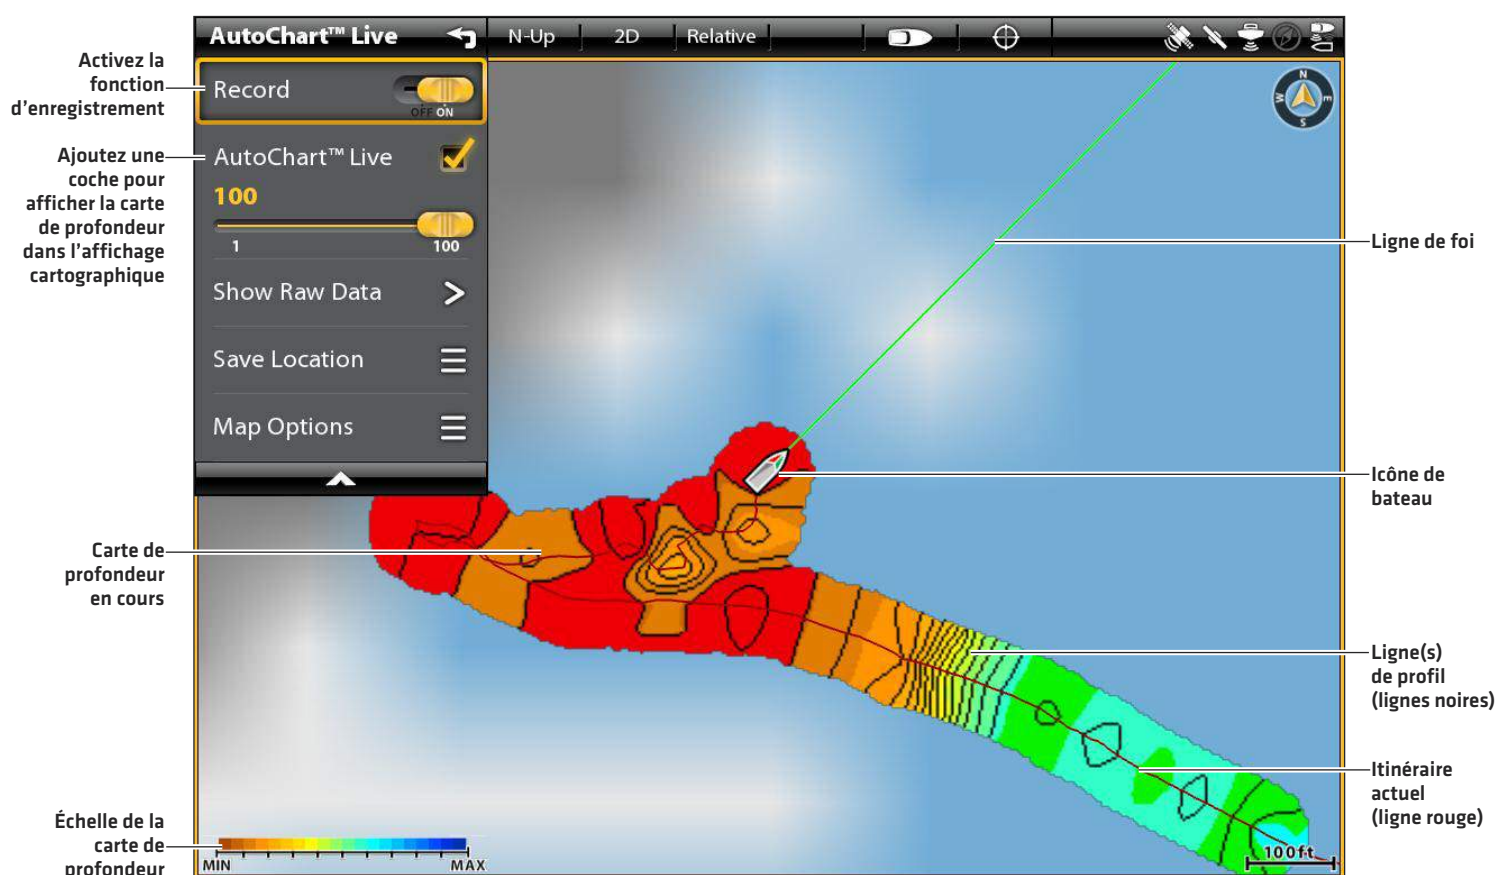 AutoChart™ Live
N-Up
2D
Relative
Activez la
fonction
d'enregistrement
Record
OFF ON
Ajoutez une
coche pour
afficher la carte
de profondeur
dans l'affichage
cartographique
AutoChart™ Live
100
1
100
Show Raw Data
Save Location
Map Options
N
E
S
W
Ligne de foi
Icône de
bateau
Carte de
profondeur
en cours
Ligne(s)
de profil
(lignes noires)
Itinéraire
actuel
(ligne rouge)
Échelle de la
carte de
profondeur
MIN
MAX
100ft